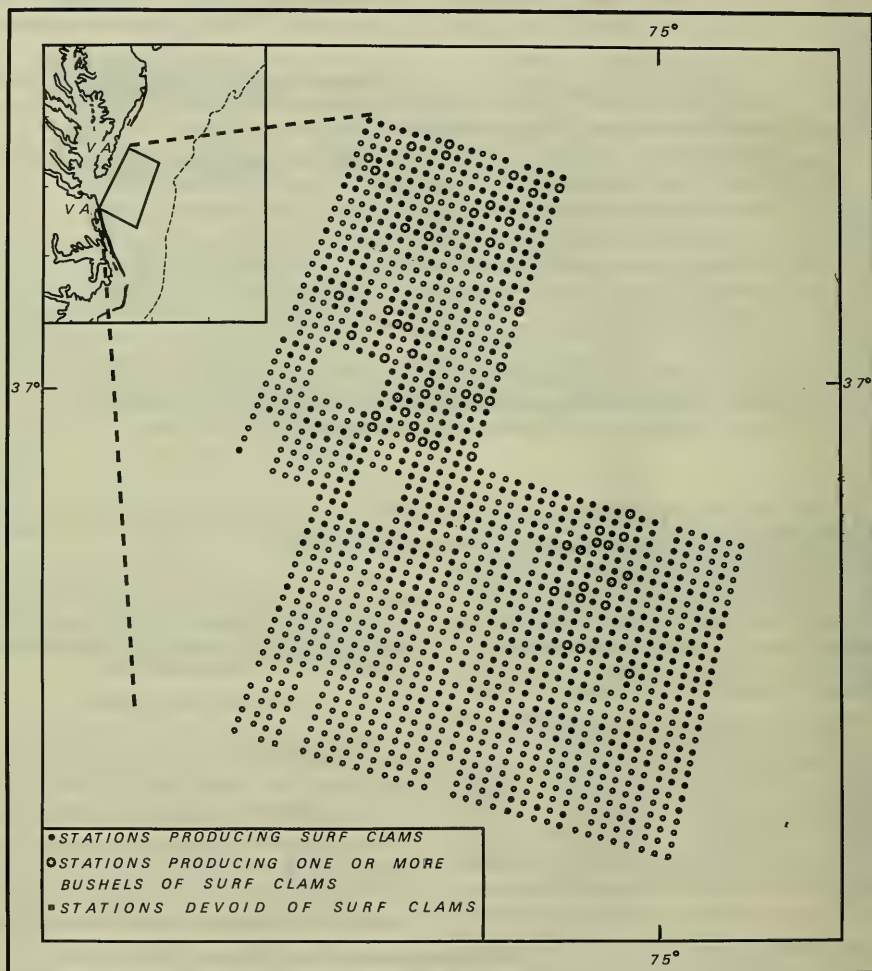 75°
VA
VA
37°
37°
STATIONS PRODUCING SURF CLAMS
STATIONS PRODUCING ONE OR MORE
BUSHELS OF SURF CLAMS
STATIONS DEVOID OF SURF CLAMS
75°